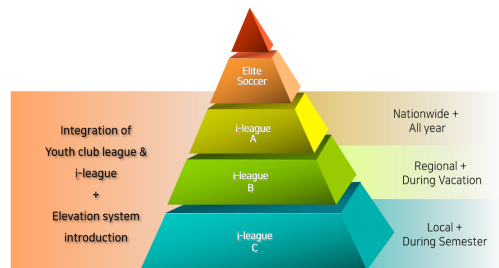 Elite
Soccer
i-league
A
i-league
B
i-league
C
Integration of
Youth club league &
i-league
+
Elevation system
introduction
Nationwide +
All year
Regional +
During Vacation
Local +
During Semester